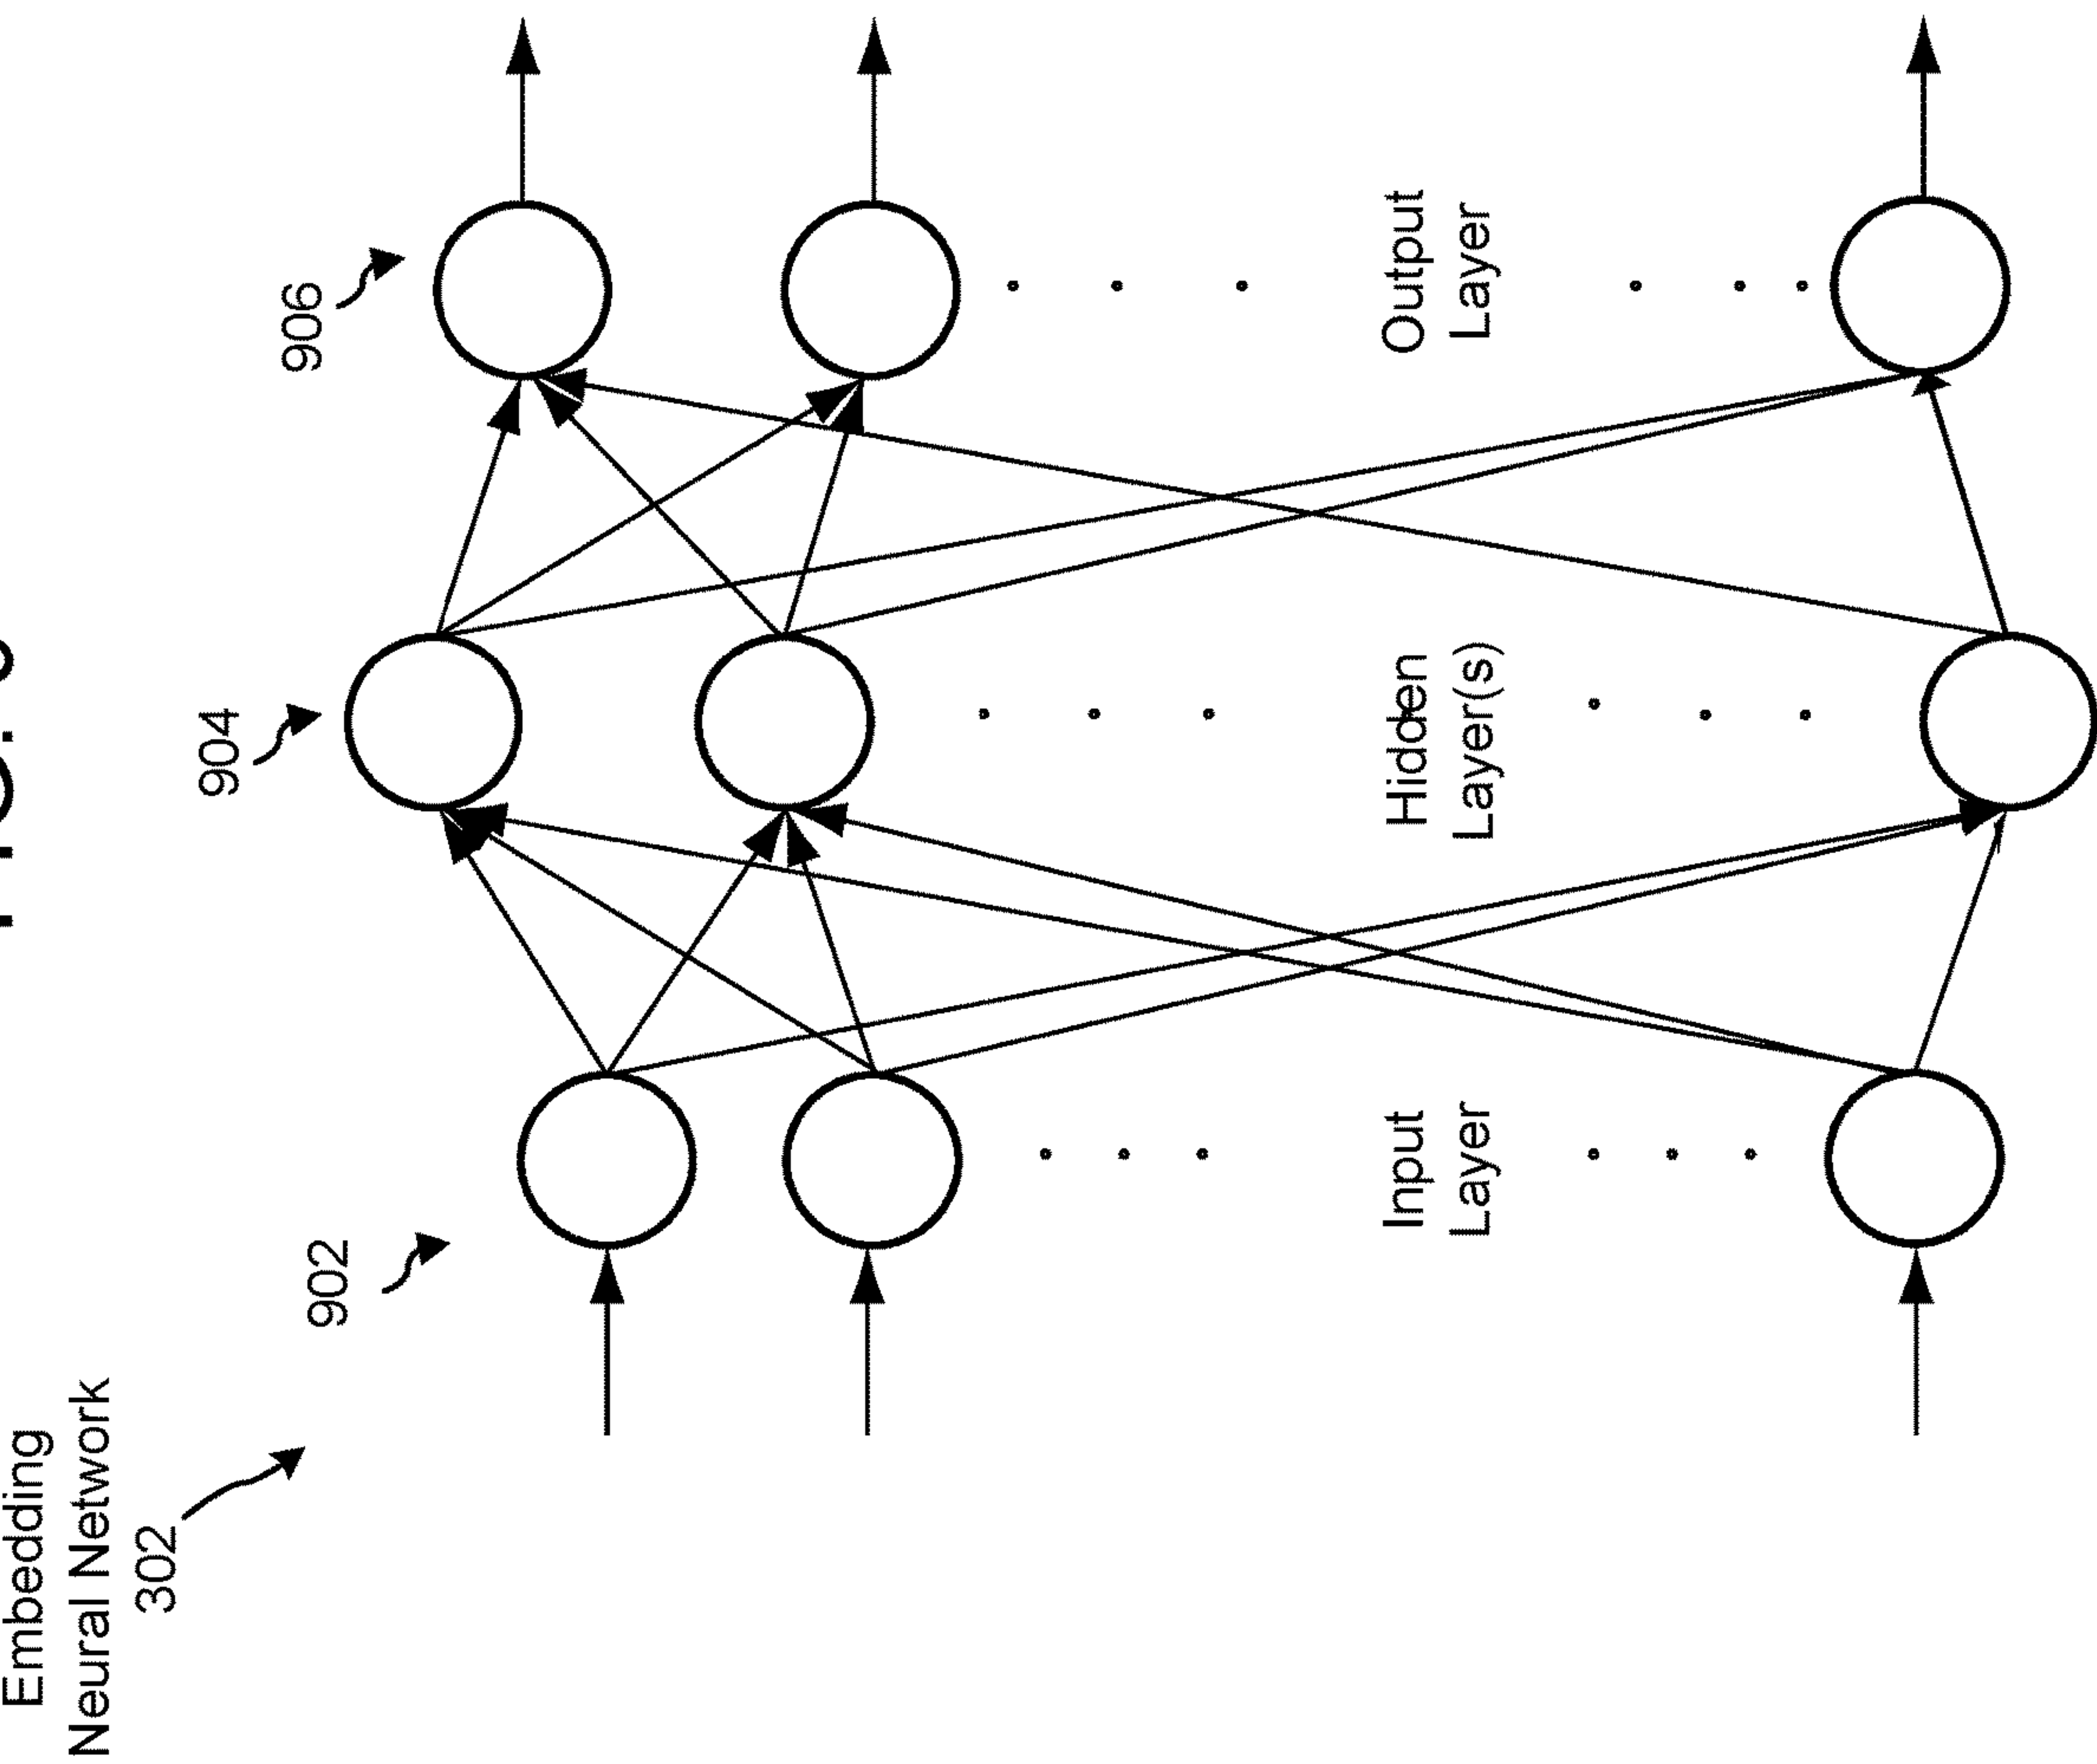 Embedding
Neural Network
302
902
904
906
Input
Layer
Hidden
Layer(s)
Output
Layer